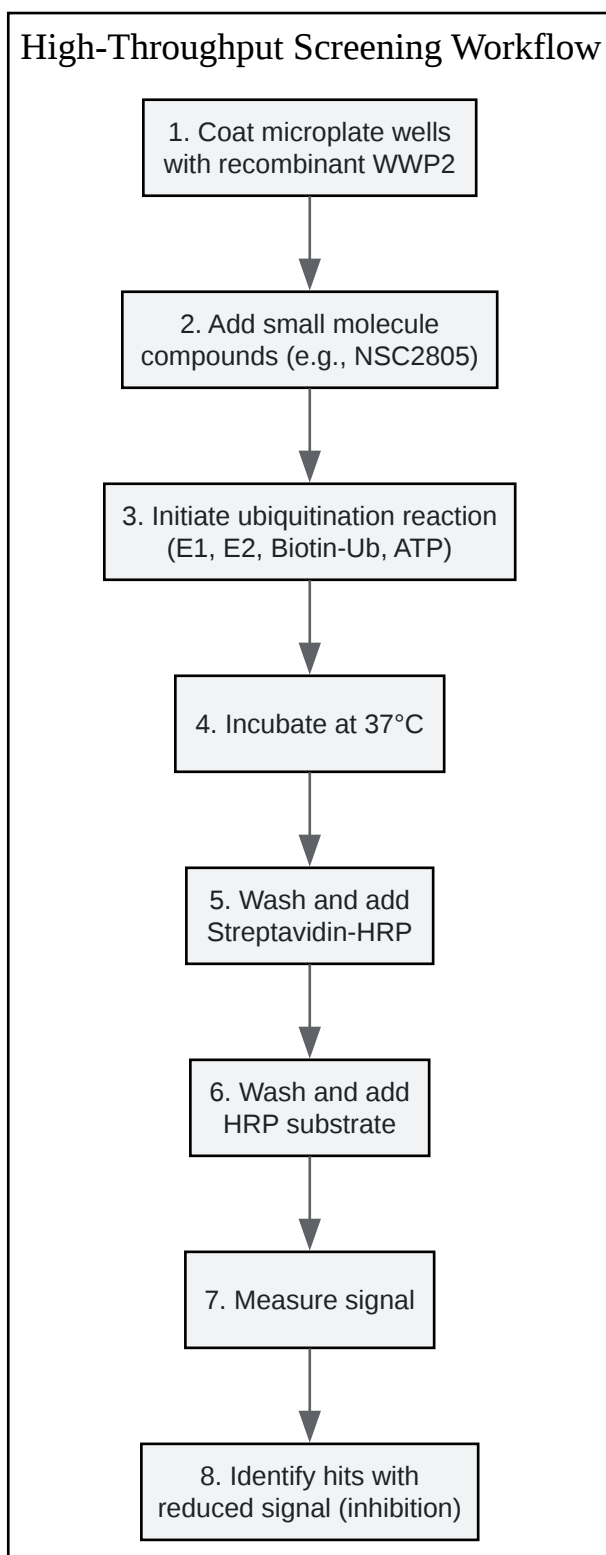 High-Throughput Screening Workflow
1. Coat microplate wells
with recombinant WWP2
2. Add small molecule
compounds (e.g., NSC2805)
3. Initiate ubiquitination reaction
(E1, E2, Biotin-Ub, ATP)
4. Incubate at 37°C
5. Wash and add
Streptavidin-HRP
6. Wash and add
HRP substrate
7. Measure signal
8. Identify hits with
reduced signal (inhibition)